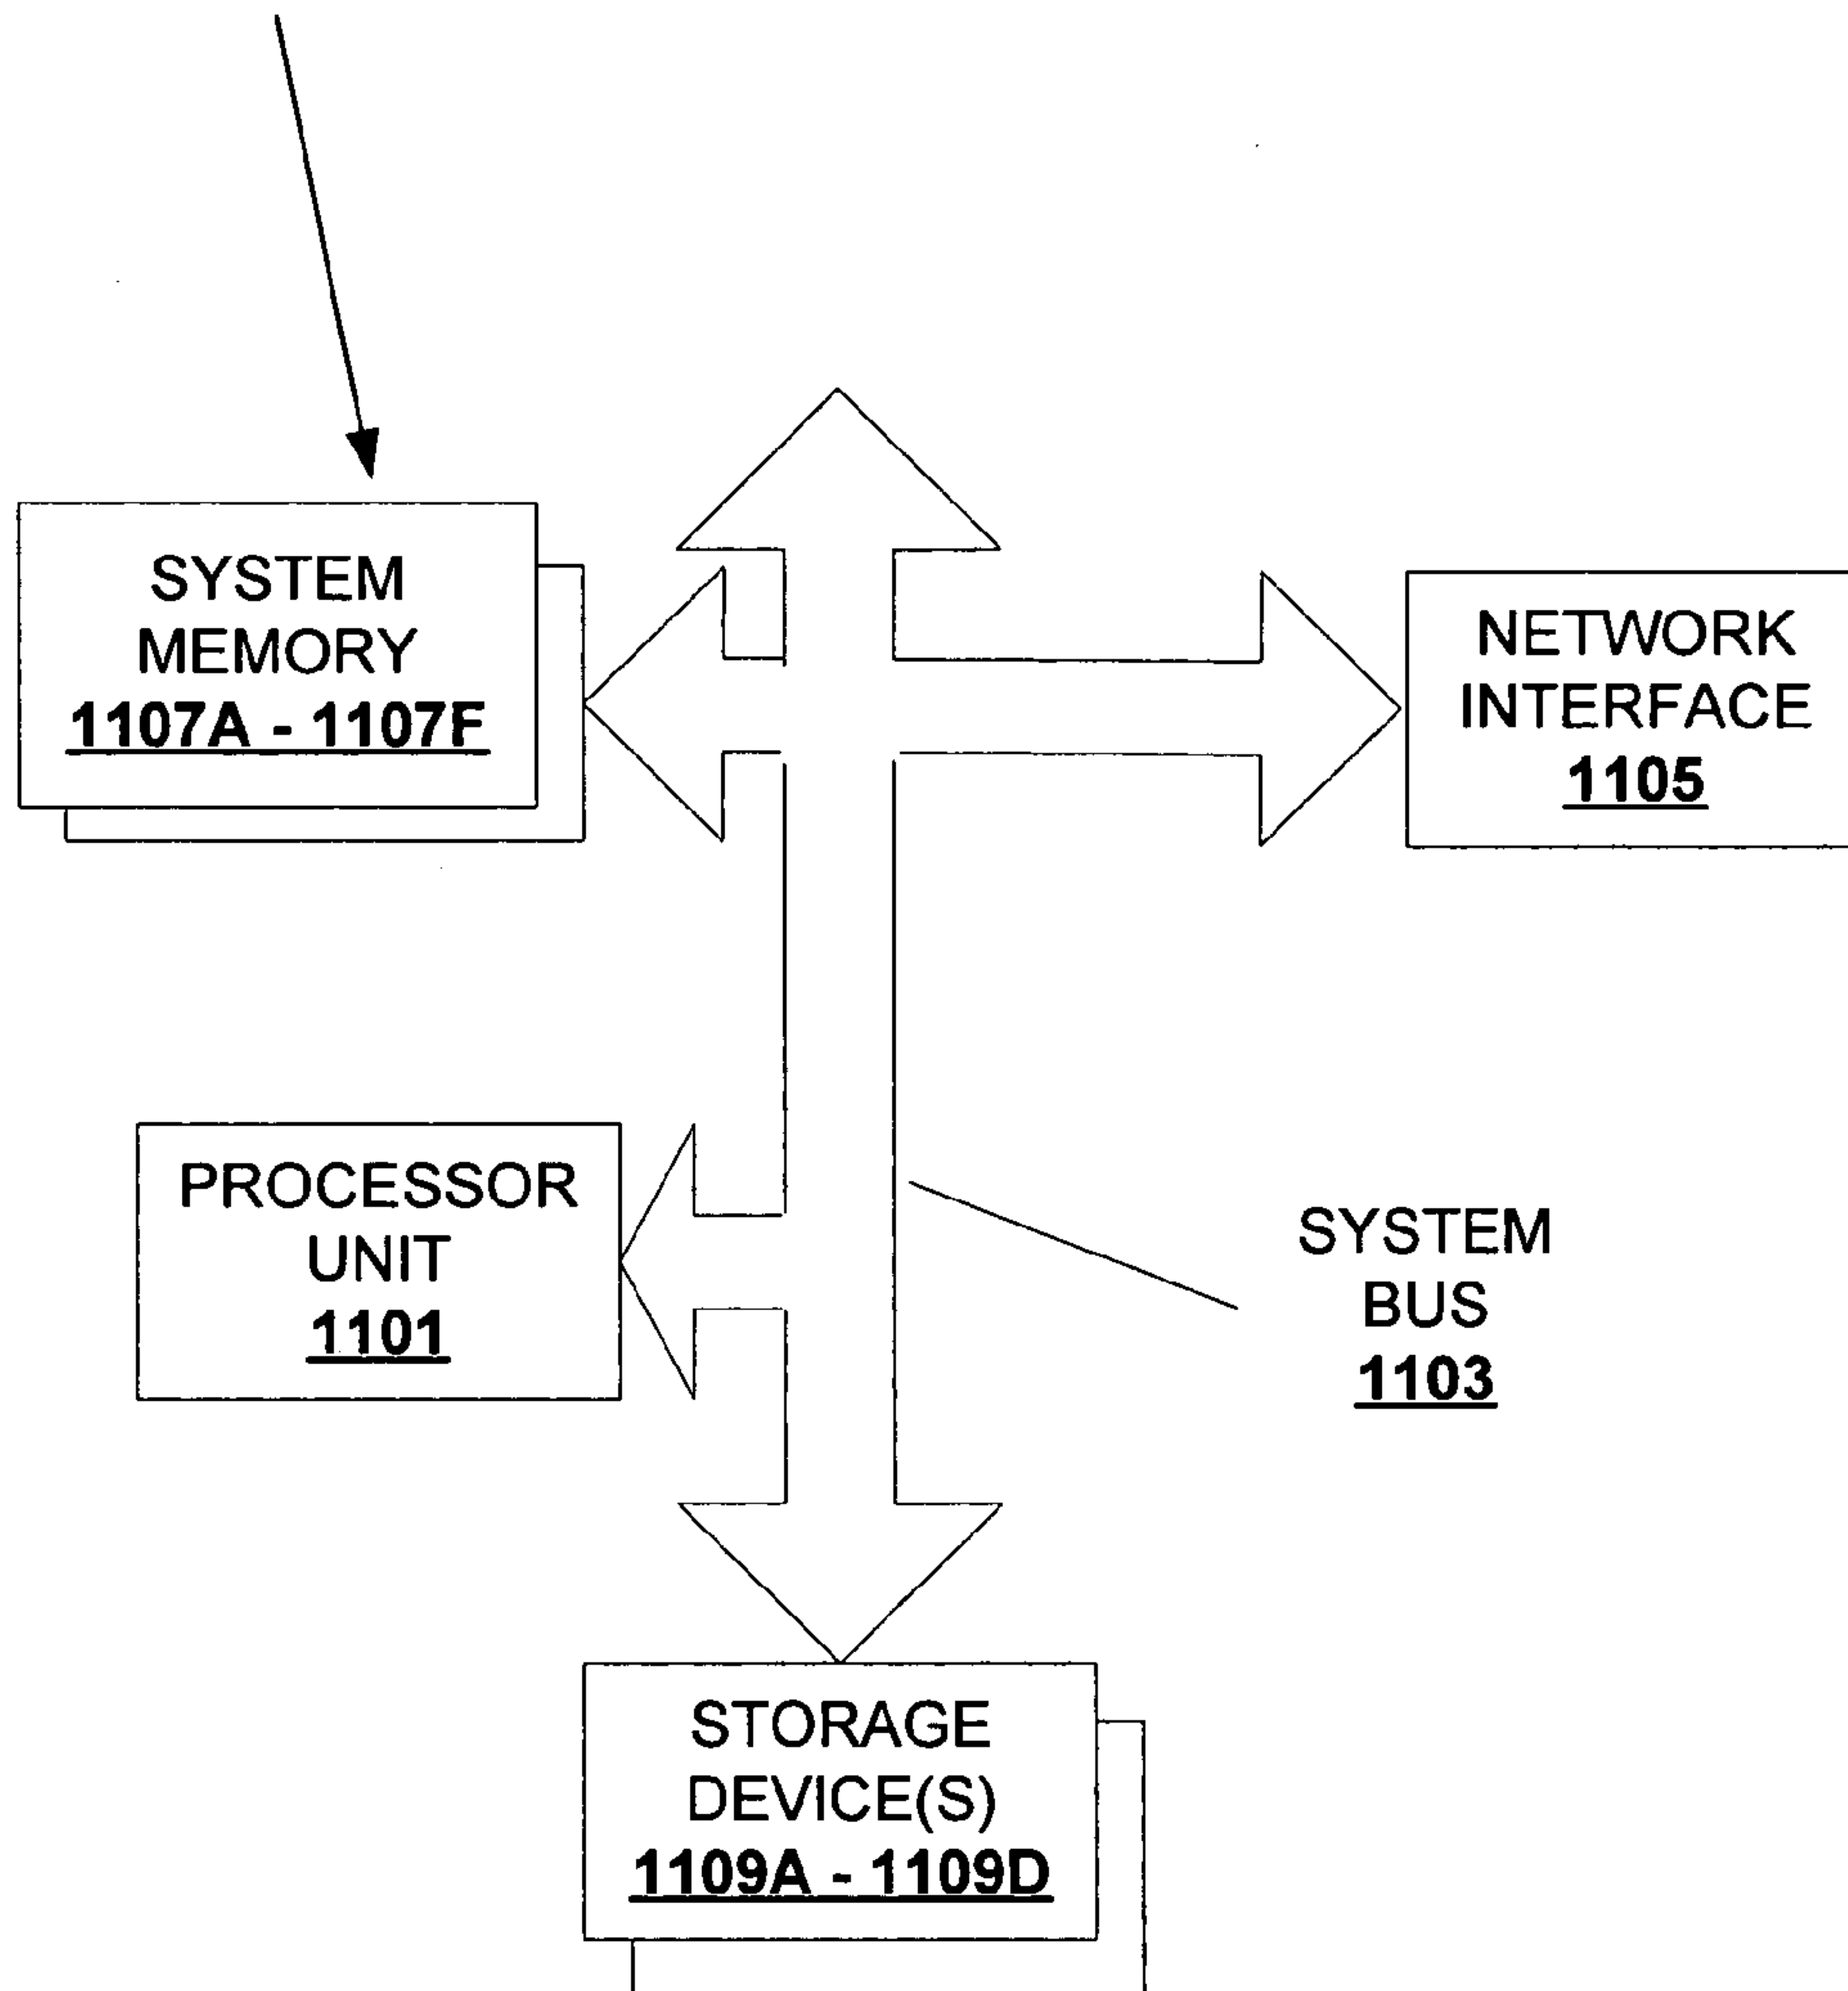 SYSTEM
MEMORY
1107A - 1107F
NETWORK
INTERFACE
1105
PROCESSOR
UNIT
1101
SYSTEM
BUS
1103
STORAGE
DEVICE(S)
1109A - 1109D